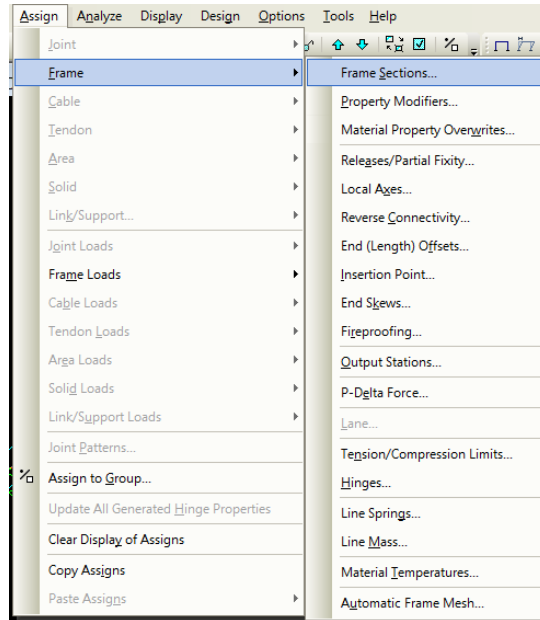 Assign Analyze Display Design Options Tools Help
Joint
Frame
Cable
Tendon
Area
Solid
Link/Support...
Joint Loads
Frame Loads
Cable Loads
Tendon Loads
Area Loads
Solid Loads
Link/Support Loads
Joint Patterns...
Assign to Group...
Update All Generated Hinge Properties
Clear Display of Assigns
Copy Assigns
Paste Assigns
Frame Sections...
Property Modifiers...
Material Property Overwrites...
Releases/Partial Fixity...
Local Axes...
Reverse Connectivity...
End (Length) Offsets...
Insertion Point...
End Skews...
Fireproofing...
Output Stations...
P-Delta Force...
Lane...
Tension/Compression Limits...
Hinges...
Line Springs...
Line Mass...
Material Temperatures...
Automatic Frame Mesh...